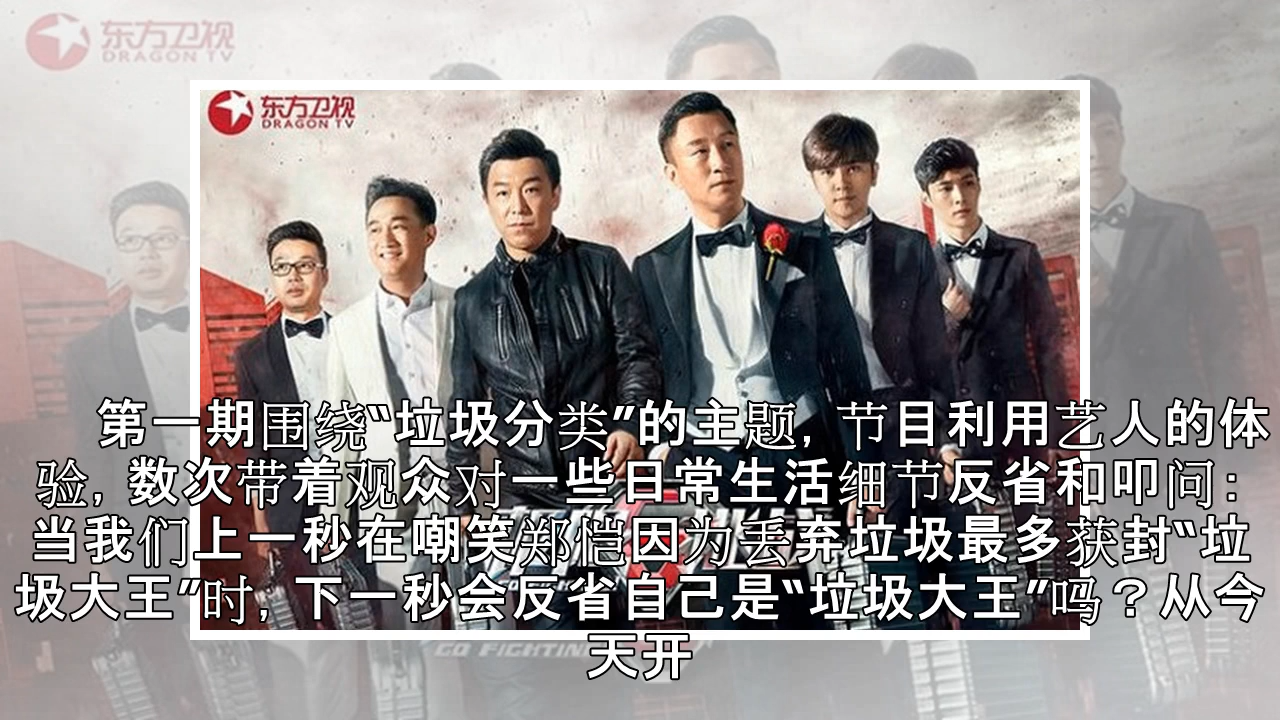 东方卫视
DRAGON TV
东方卫视
DRAGON TV
第一期围绕“垃圾分类”的主题, 节目利用艺人的体
验, 数次带着观众对一些日常生活细节反省和叩问:
当我们上一秒在嘲笑郑恺因为丢弃垃圾最多获封“垃
圾大王”时, 下一秒会反省自己是“垃圾大王”吗？从今
天开
GO FIGHTING